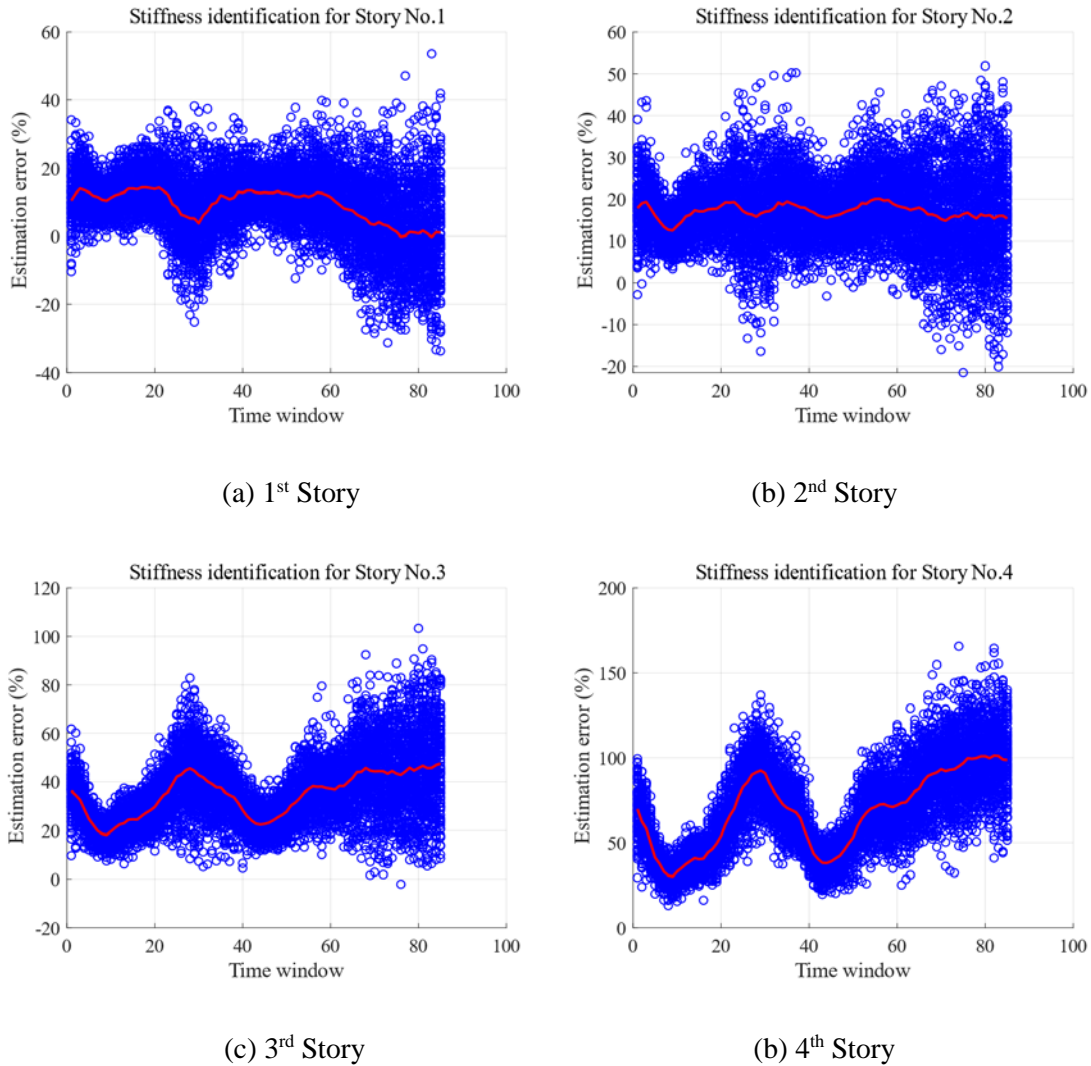 Stiffness identification for Story No.1
60
40
20
0
-20
-40
Estimation error (%)
0 20 40 60 80 100
Time window
(a) 1st Story
Stiffness identification for Story No.2
60
50
40
30
20
10
0
-10
-20
Estimation error (%)
0 20 40 60 80 100
Time window
(b) 2nd Story
Stiffness identification for Story No.3
120
100
80
60
40
20
0
-20
Estimation error (%)
0 20 40 60 80 100
Time window
(c) 3rd Story
Stiffness identification for Story No.4
200
150
100
50
0
Estimation error (%)
0 20 40 60 80 100
Time window
(b) 4th Story